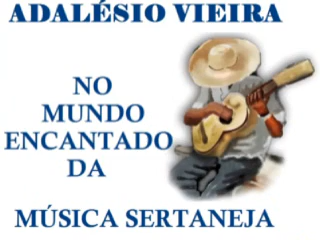 ADALÉSIO VIEIRA
NO
MUNDO
ENCANTADO
DA
MÚSICA SERTANEJA